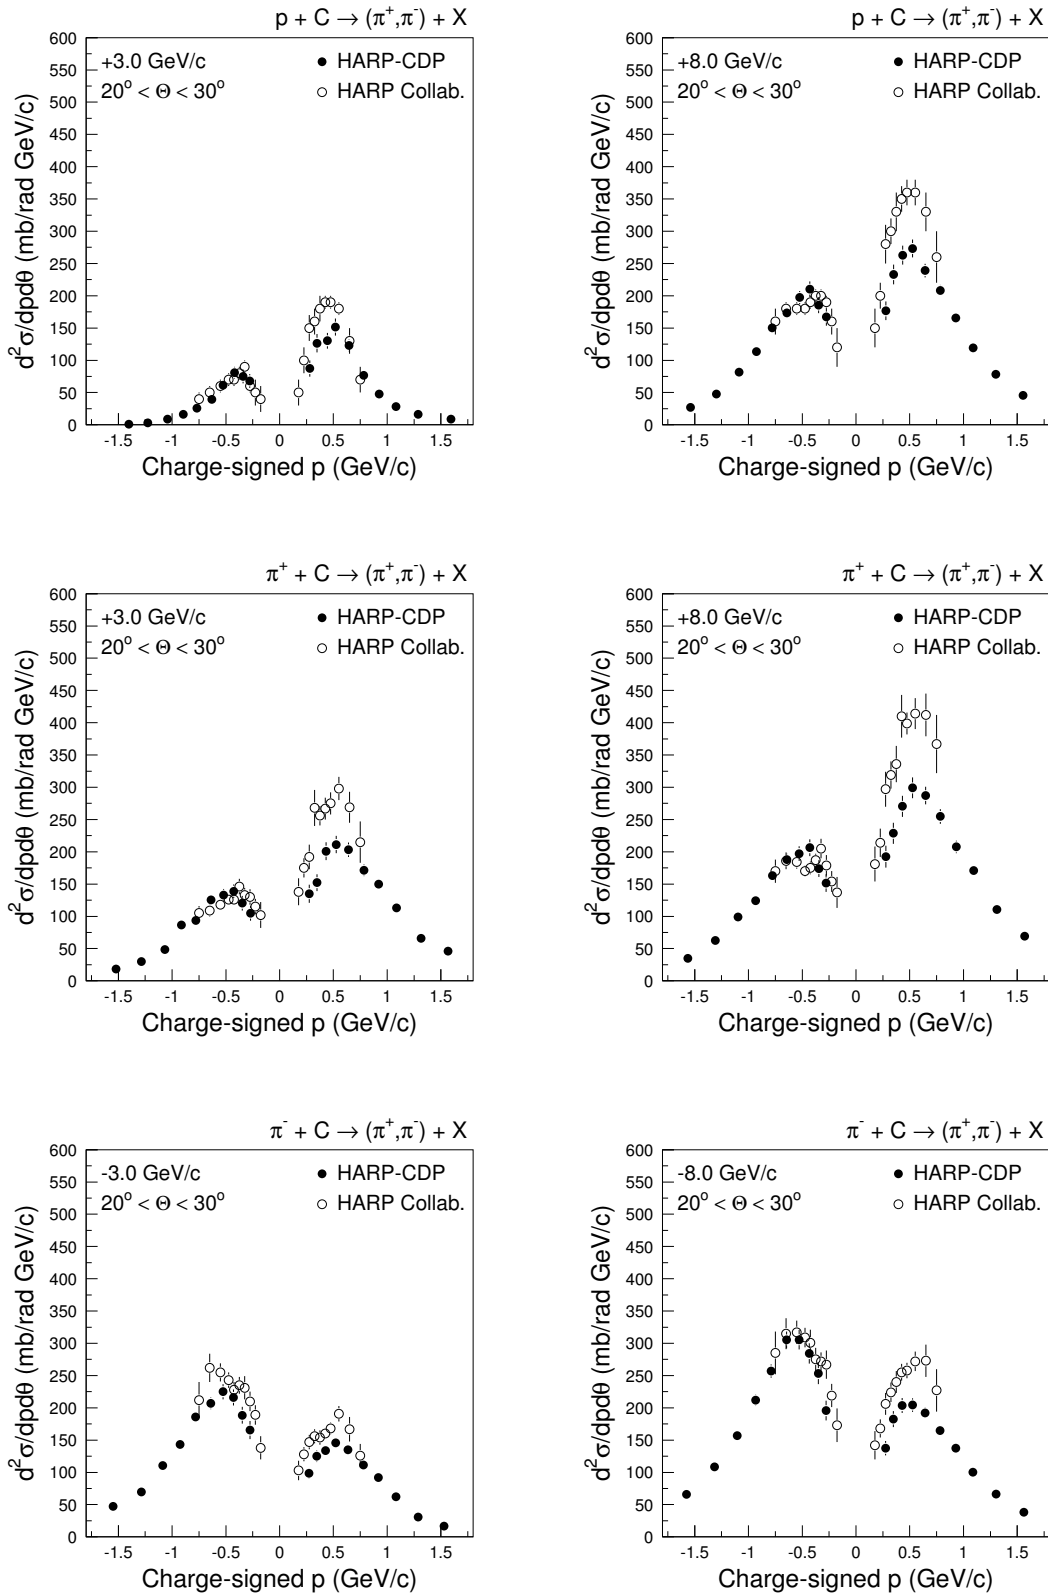 p + C → (π⁺,π⁻) + X
+3.0 GeV/c
20° < Θ < 30°
HARP-CDP
HARP Collab.
d²σ/dpdθ (mb/rad GeV/c)
600
550
500
450
400
350
300
250
200
150
100
50
0
-1.5 -1 -0.5 0 0.5 1 1.5
Charge-signed p (GeV/c)
p + C → (π⁺,π⁻) + X
+8.0 GeV/c
20° < Θ < 30°
HARP-CDP
HARP Collab.
d²σ/dpdθ (mb/rad GeV/c)
600
550
500
450
400
350
300
250
200
150
100
50
0
-1.5 -1 -0.5 0 0.5 1 1.5
Charge-signed p (GeV/c)
π⁺ + C → (π⁺,π⁻) + X
+3.0 GeV/c
20° < Θ < 30°
HARP-CDP
HARP Collab.
d²σ/dpdθ (mb/rad GeV/c)
600
550
500
450
400
350
300
250
200
150
100
50
0
-1.5 -1 -0.5 0 0.5 1 1.5
Charge-signed p (GeV/c)
π⁺ + C → (π⁺,π⁻) + X
+8.0 GeV/c
20° < Θ < 30°
HARP-CDP
HARP Collab.
d²σ/dpdθ (mb/rad GeV/c)
600
550
500
450
400
350
300
250
200
150
100
50
0
-1.5 -1 -0.5 0 0.5 1 1.5
Charge-signed p (GeV/c)
π⁻ + C → (π⁺,π⁻) + X
-3.0 GeV/c
20° < Θ < 30°
HARP-CDP
HARP Collab.
d²σ/dpdθ (mb/rad GeV/c)
600
550
500
450
400
350
300
250
200
150
100
50
0
-1.5 -1 -0.5 0 0.5 1 1.5
Charge-signed p (GeV/c)
π⁻ + C → (π⁺,π⁻) + X
-8.0 GeV/c
20° < Θ < 30°
HARP-CDP
HARP Collab.
d²σ/dpdθ (mb/rad GeV/c)
600
550
500
450
400
350
300
250
200
150
100
50
0
-1.5 -1 -0.5 0 0.5 1 1.5
Charge-signed p (GeV/c)